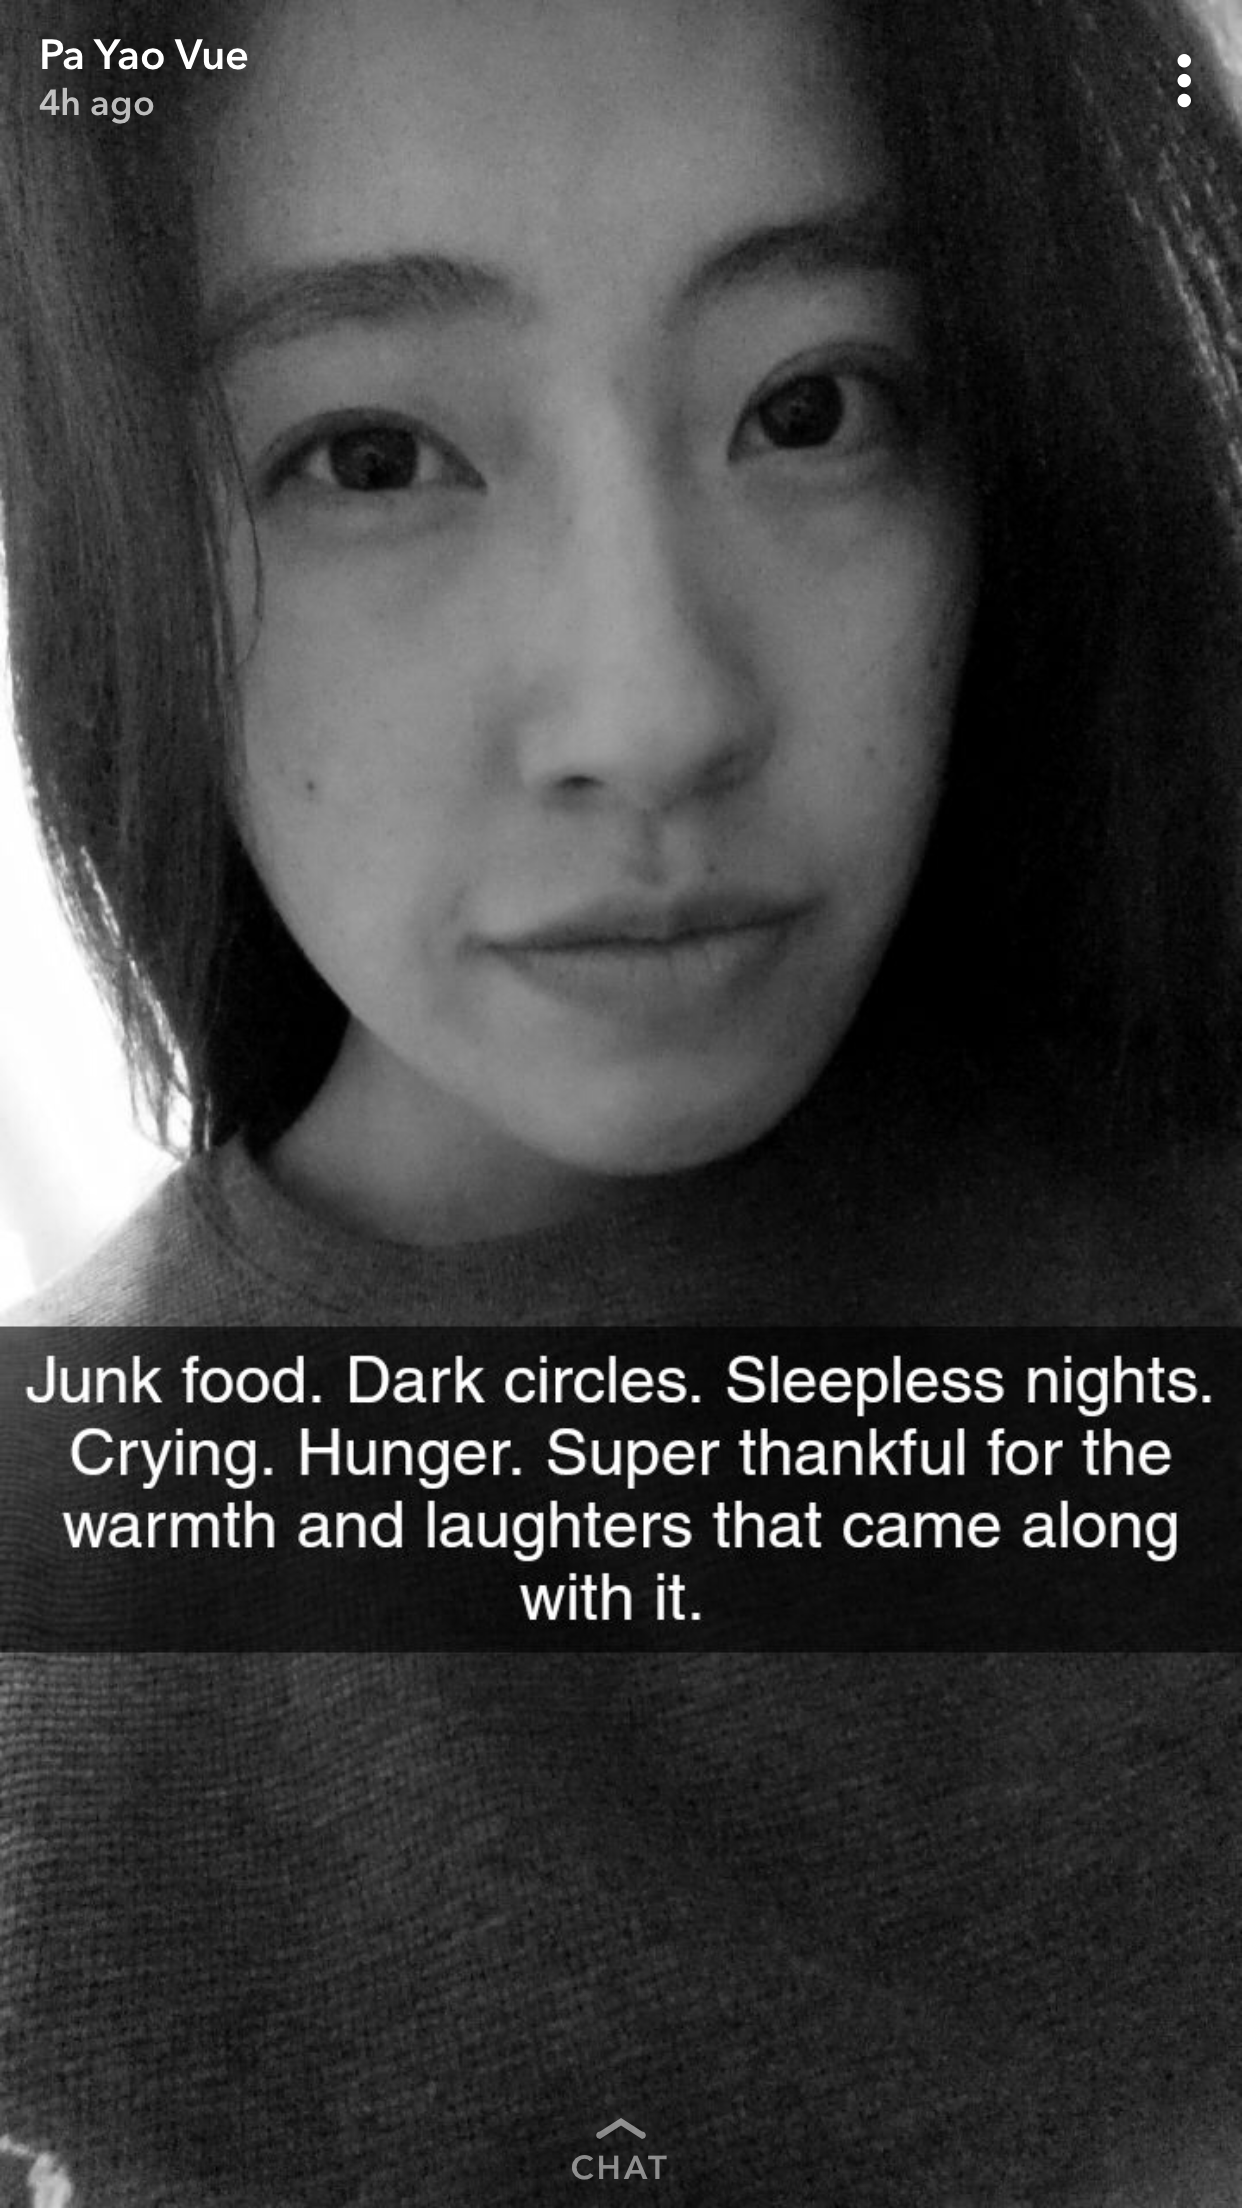 Pa Yao Vue
4h ago
Junk food. Dark circles. Sleepless nights.
Crying. Hunger. Super thankful for the
warmth and laughters that came along
with it.
CHAT